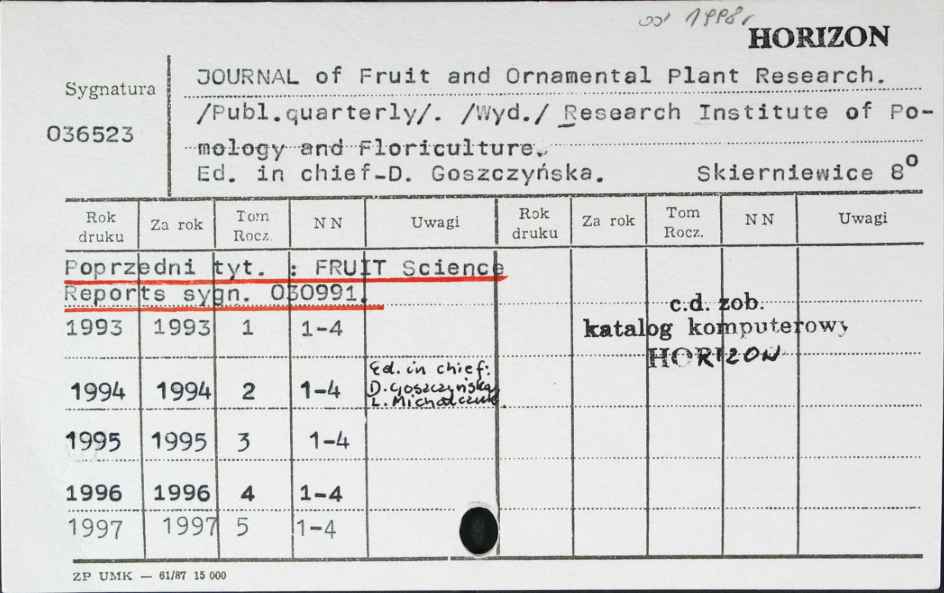 od 1998r
HORIZON
Sygnatura
036523
JOURNAL of Fruit and Ornamental Plant Research.
/Publ.quarterly/. /Wyd./ Research Institute of Po-
mology and Floriculture.
Ed. in chief-D. Goszczyńska. Skierniewice 8°
Rok druku Za rok Tom Rocz. NN Uwagi Rok druku Za rok Tom Rocz. NN Uwagi
Poprzedni tyt. : FRUIT Science
Reports sygn. 030991.
c.d. zob.
1993 1993 1 1-4 katalog komputerowy
HORIZON
Ed. in chief:
1994 1994 2 1-4 D. Goszczyńska,
L. Michalczuk.
1995 1995 3 1-4
1996 1996 4 1-4
1997 1997 5 1-4
ZP UMK — 61/87 15 000